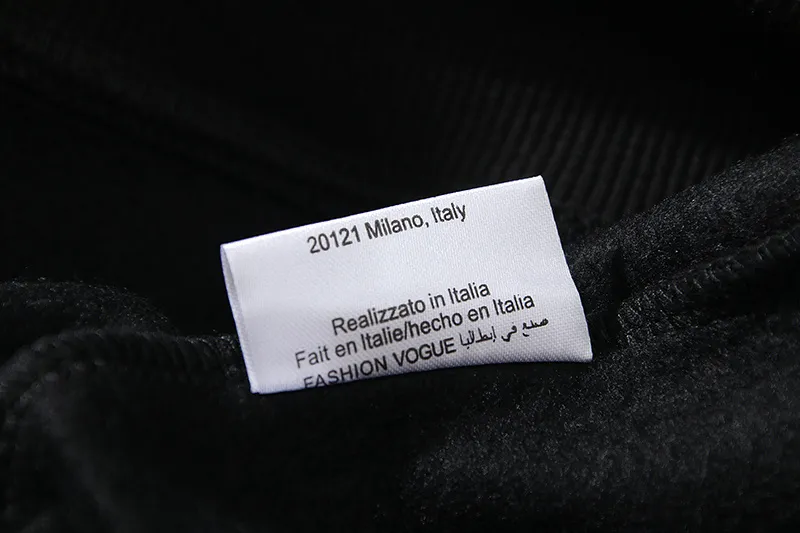 20121 Milano, Italy
Realizzato in Italia
Fait en Italie/hecho en Italia
FASHION VOGUE صنع في إيطاليا